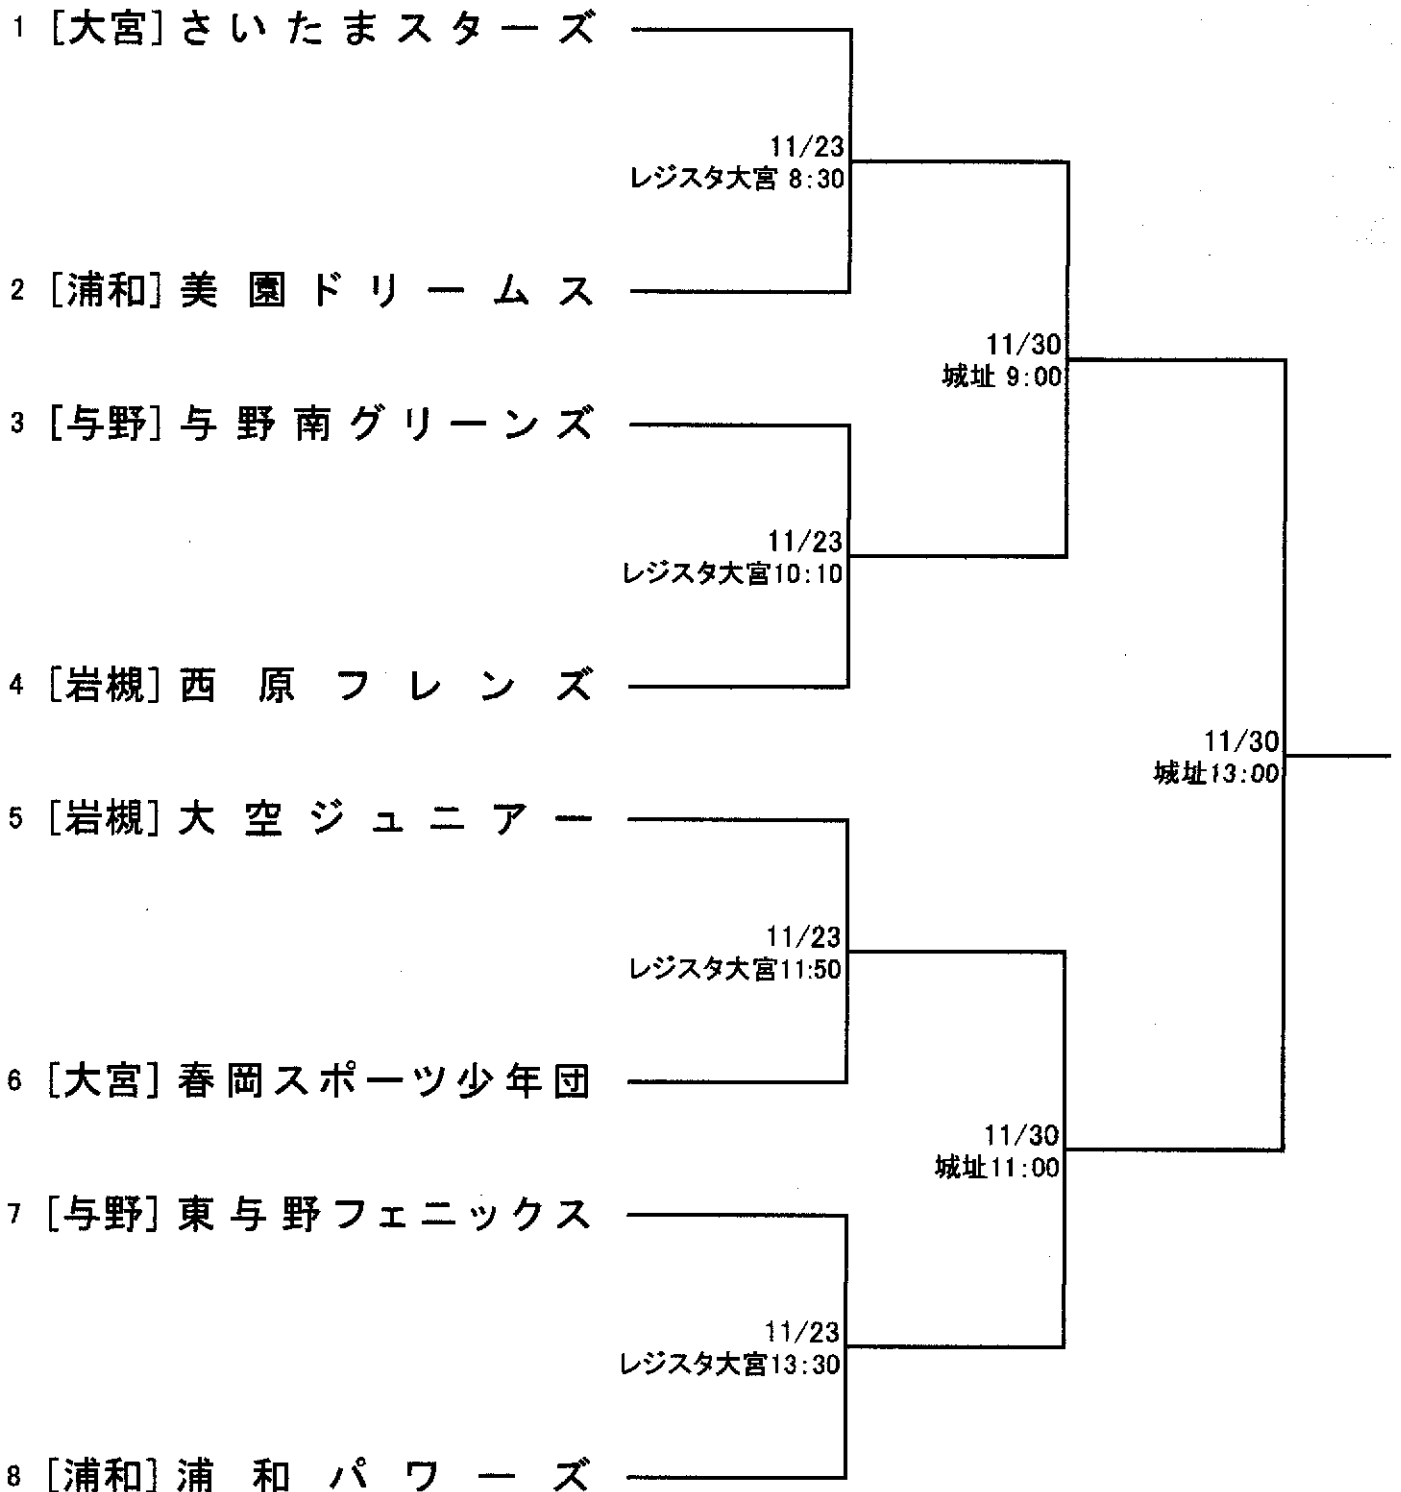 1 [大宮] さいたまスターズ
11/23
レジスタ大宮 8:30
2 [浦和] 美園ドリームス
11/30
城址 9:00
3 [与野] 与野南グリーンズ
11/23
レジスタ大宮10:10
4 [岩槻] 西原フレンズ
11/30
城址13:00
5 [岩槻] 大空ジュニアー
11/23
レジスタ大宮11:50
6 [大宮] 春岡スポーツ少年団
11/30
城址11:00
7 [与野] 東与野フェニックス
11/23
レジスタ大宮13:30
8 [浦和] 浦和パワーズ